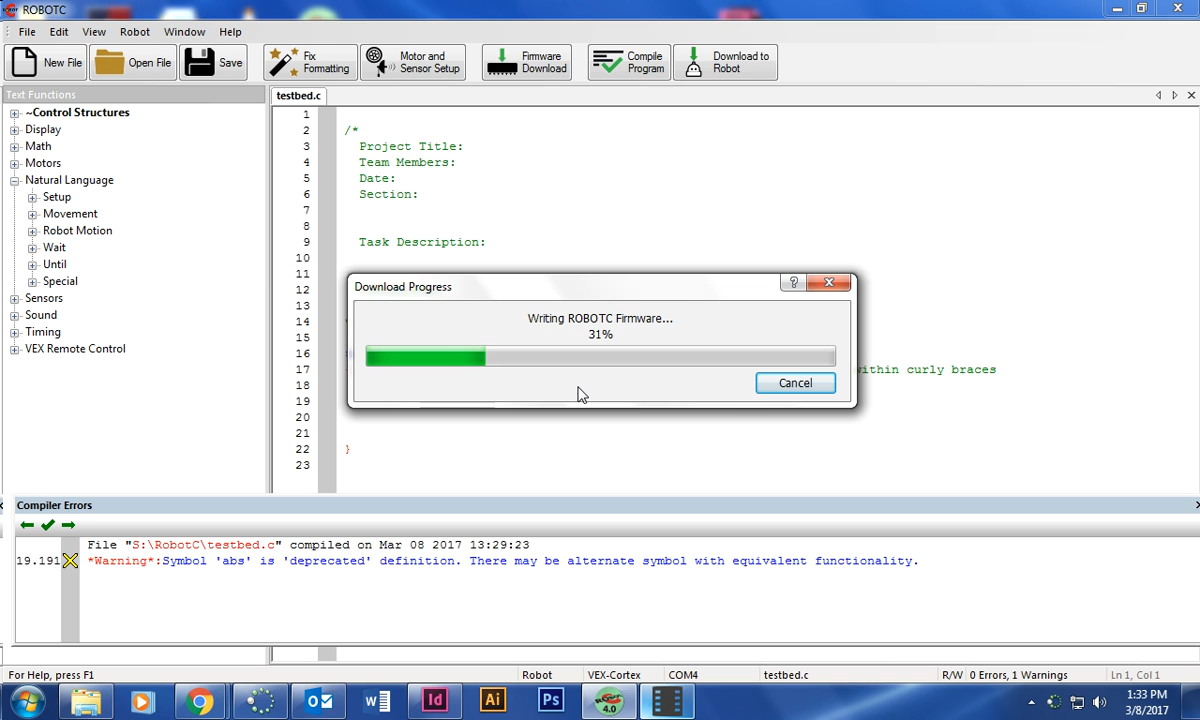 ROBOTC
File Edit View Robot Window Help
New File Open File Save Fix Formatting Motor and Sensor Setup Firmware Download Compile Program Download to Robot
Text Functions
~Control Structures
Display
Math
Motors
Natural Language
Setup
Movement
Robot Motion
Wait
Until
Special
Sensors
Sound
Timing
VEX Remote Control
testbed.c
1
2 /*
3 Project Title:
4 Team Members:
5 Date:
6 Section:
7
8
9 Task Description:
10
11
12
13
14
15
16
17 within curly braces
18
19
20
21
22 }
23
Download Progress
Writing ROBOTC Firmware...
31%
Cancel
Compiler Errors
File "S:\RobotC\testbed.c" compiled on Mar 08 2017 13:29:23
19.191 *Warning*:Symbol 'abs' is 'deprecated' definition. There may be alternate symbol with equivalent functionality.
For Help, press F1 Robot VEX-Cortex COM4 testbed.c R/W 0 Errors, 1 Warnings Ln 1, Col 1
Id Ai Ps 4.0
1:33 PM
3/8/2017